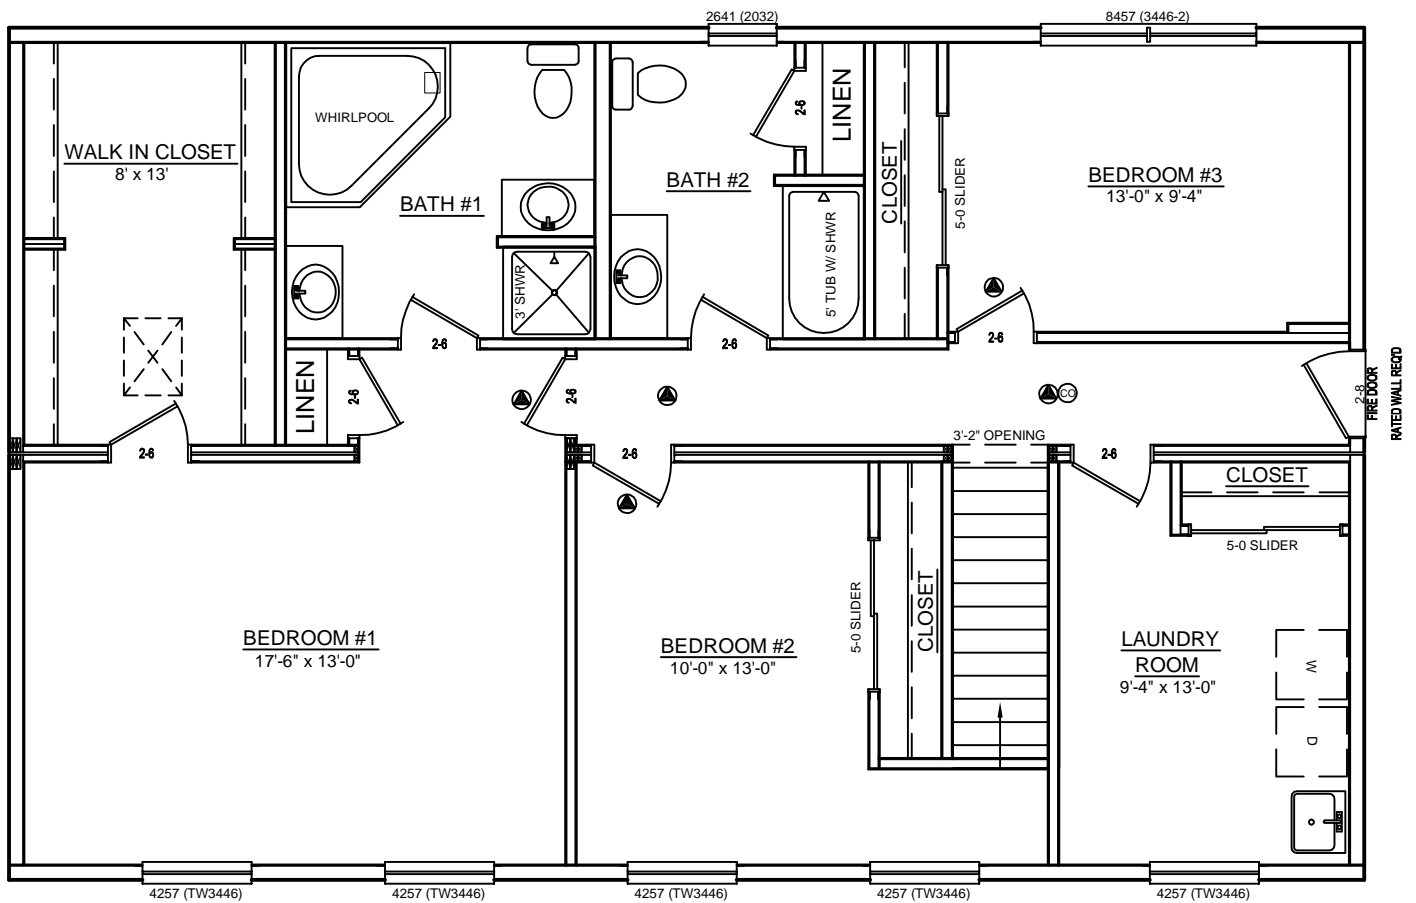 2641 (2032)
8457 (3446-2)
WALK IN CLOSET
8' x 13'
WHIRLPOOL
BATH #1
3' SHWR
BATH #2
2-6
LINEN
5' TUB W/ SHWR
CLOSET
5-0 SLIDER
BEDROOM #3
13'-0" x 9'-4"
X
LINEN
2-6
2-6
2-6
2-6
2-6
CO
2-8
FIRE DOOR
RATED WALL REQ'D
2-6
2-6
3'-2" OPENING
2-6
CLOSET
5-0 SLIDER
BEDROOM #1
17'-6" x 13'-0"
BEDROOM #2
10'-0" x 13'-0"
5-0 SLIDER
CLOSET
LAUNDRY
ROOM
9'-4" x 13'-0"
W
D
4257 (TW3446)
4257 (TW3446)
4257 (TW3446)
4257 (TW3446)
4257 (TW3446)